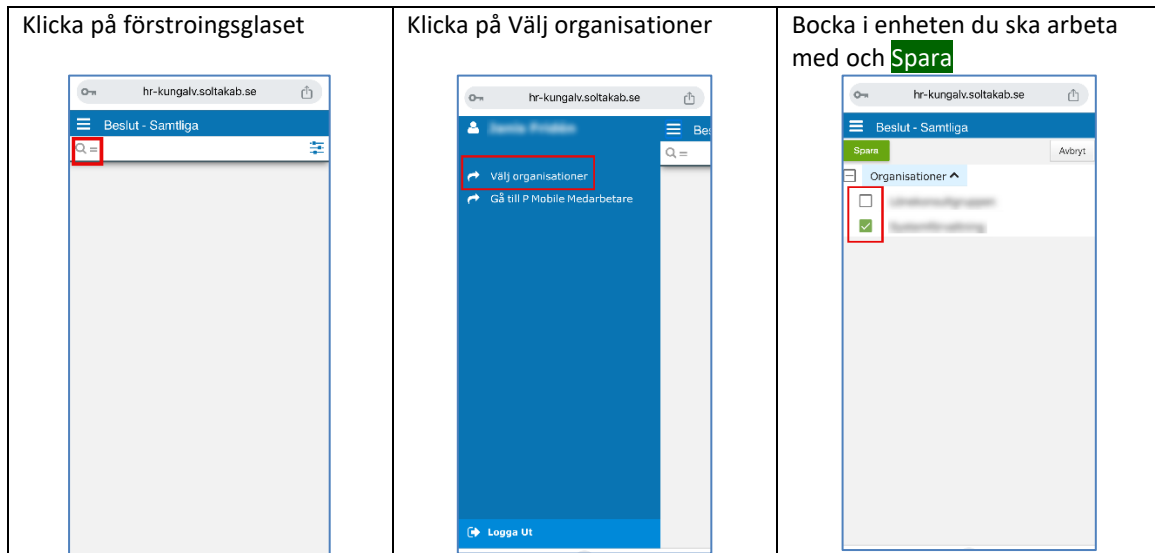 Klicka på förstroingsglaset
hr-kungalv.soltakab.se
Beslut - Samtliga
=
Klicka på Välj organisationer
hr-kungalv.soltakab.se
Bes
=
Välj organisationer
Gå till P Mobile Medarbetare
Logga Ut
Bocka i enheten du ska arbeta
med och Spara
hr-kungalv.soltakab.se
Beslut - Samtliga
Spara Avbryt
Organisationer